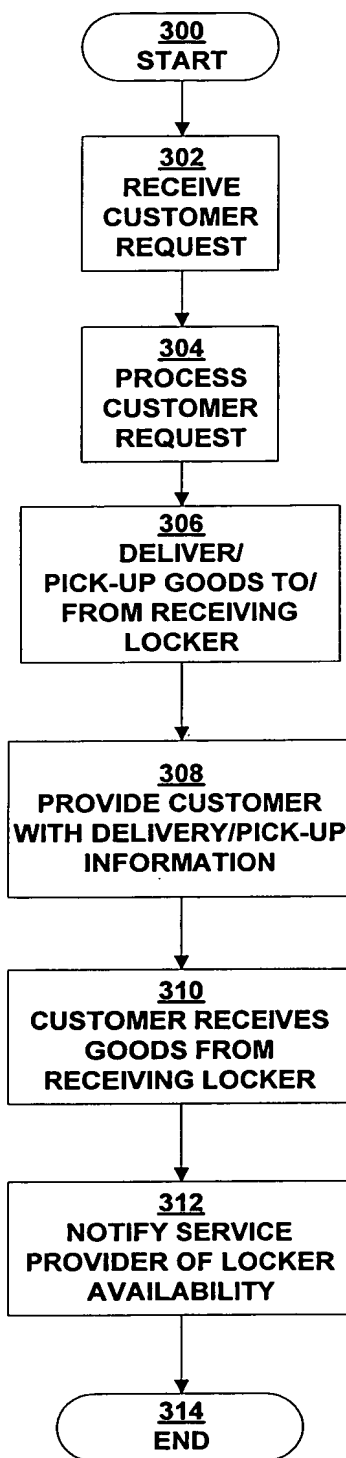 300
START
302
RECEIVE
CUSTOMER
REQUEST
304
PROCESS
CUSTOMER
REQUEST
306
DELIVER/
PICK-UP GOODS TO/
FROM RECEIVING
LOCKER
308
PROVIDE CUSTOMER
WITH DELIVERY/PICK-UP
INFORMATION
310
CUSTOMER RECEIVES
GOODS FROM
RECEIVING LOCKER
312
NOTIFY SERVICE
PROVIDER OF LOCKER
AVAILABILITY
314
END